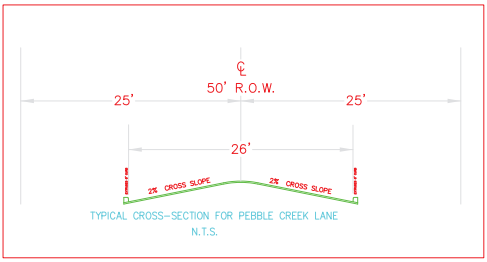 ℄
50' R.O.W.
25'
25'
26'
2% CROSS SLOPE
2% CROSS SLOPE
TYPICAL CROSS-SECTION FOR PEBBLE CREEK LANE
N.T.S.